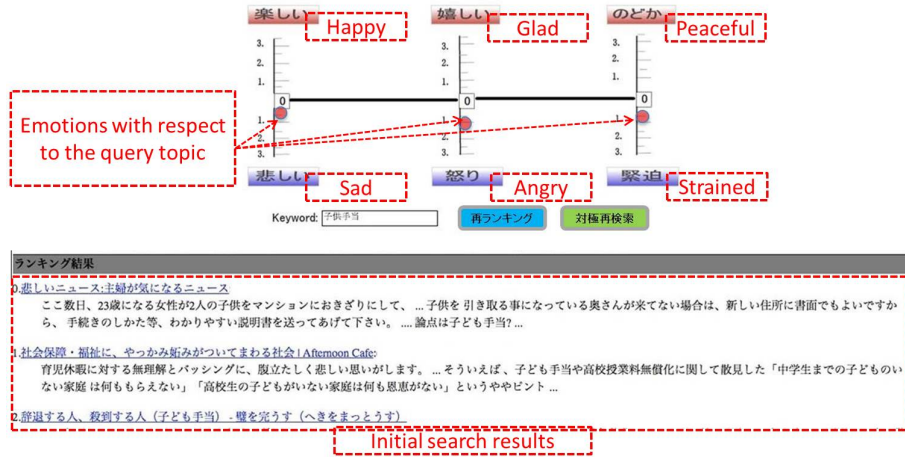 楽しい 嬉しい のどか
Happy Glad Peaceful
3. 3. 3.
2. 2. 2.
1. 1. 1.
0 0 0
1. 1. 1.
2. 2. 2.
3. 3. 3.
Emotions with respect
to the query topic
悲しい 怒り 緊迫
Sad Angry Strained
Keyword: 子供手当 再ランキング 対極再検索
ランキング結果
0.悲しいニュース:主婦が気になるニュース
ここ数日、23歳になる女性が2人の子供をマンションにおきざりにして、 ... 子供を 引き取る事になっている奥さんが来てない場合は、新しい住所に書面でもよいですか
ら、 手続きのしかた等、わかりやすい説明書を送ってあげて下さい。 .... 論点は子ども手当? ...
1.社会保障・福祉に、やっかみ妬みがついてまわる社会 | Afternoon Cafe:
育児休暇に対する無理解とバッシングに、腹立たしく悲しい思いがします。 ... そういえば、子ども手当や高校授業料無償化に関して散見した「中学生までの子どものい
ない家庭 は何ももらえない」「高校生の子どもがいない家庭は何も恩恵がない」というややピント ...
2.辞退する人、殺到する人（子ども手当） - 璧を完うす（へきをまっとうす）
Initial search results